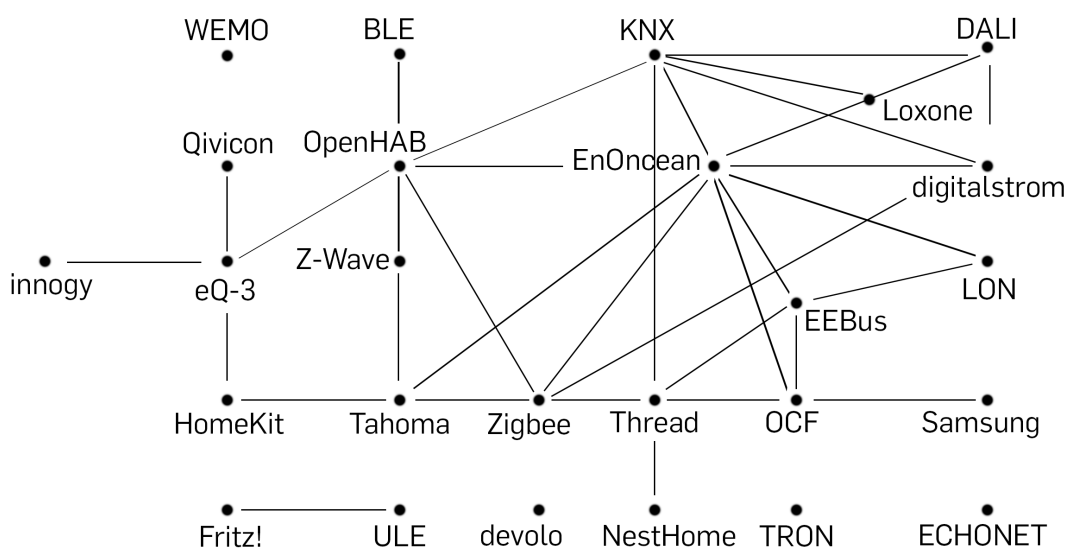 WEMO
BLE
KNX
DALI
Loxone
Qivicon
OpenHAB
EnOncean
digitalstrom
innogy
eQ-3
Z-Wave
LON
EEBus
HomeKit
Tahoma
Zigbee
Thread
OCF
Samsung
Fritz!
ULE
devolo
NestHome
TRON
ECHONET